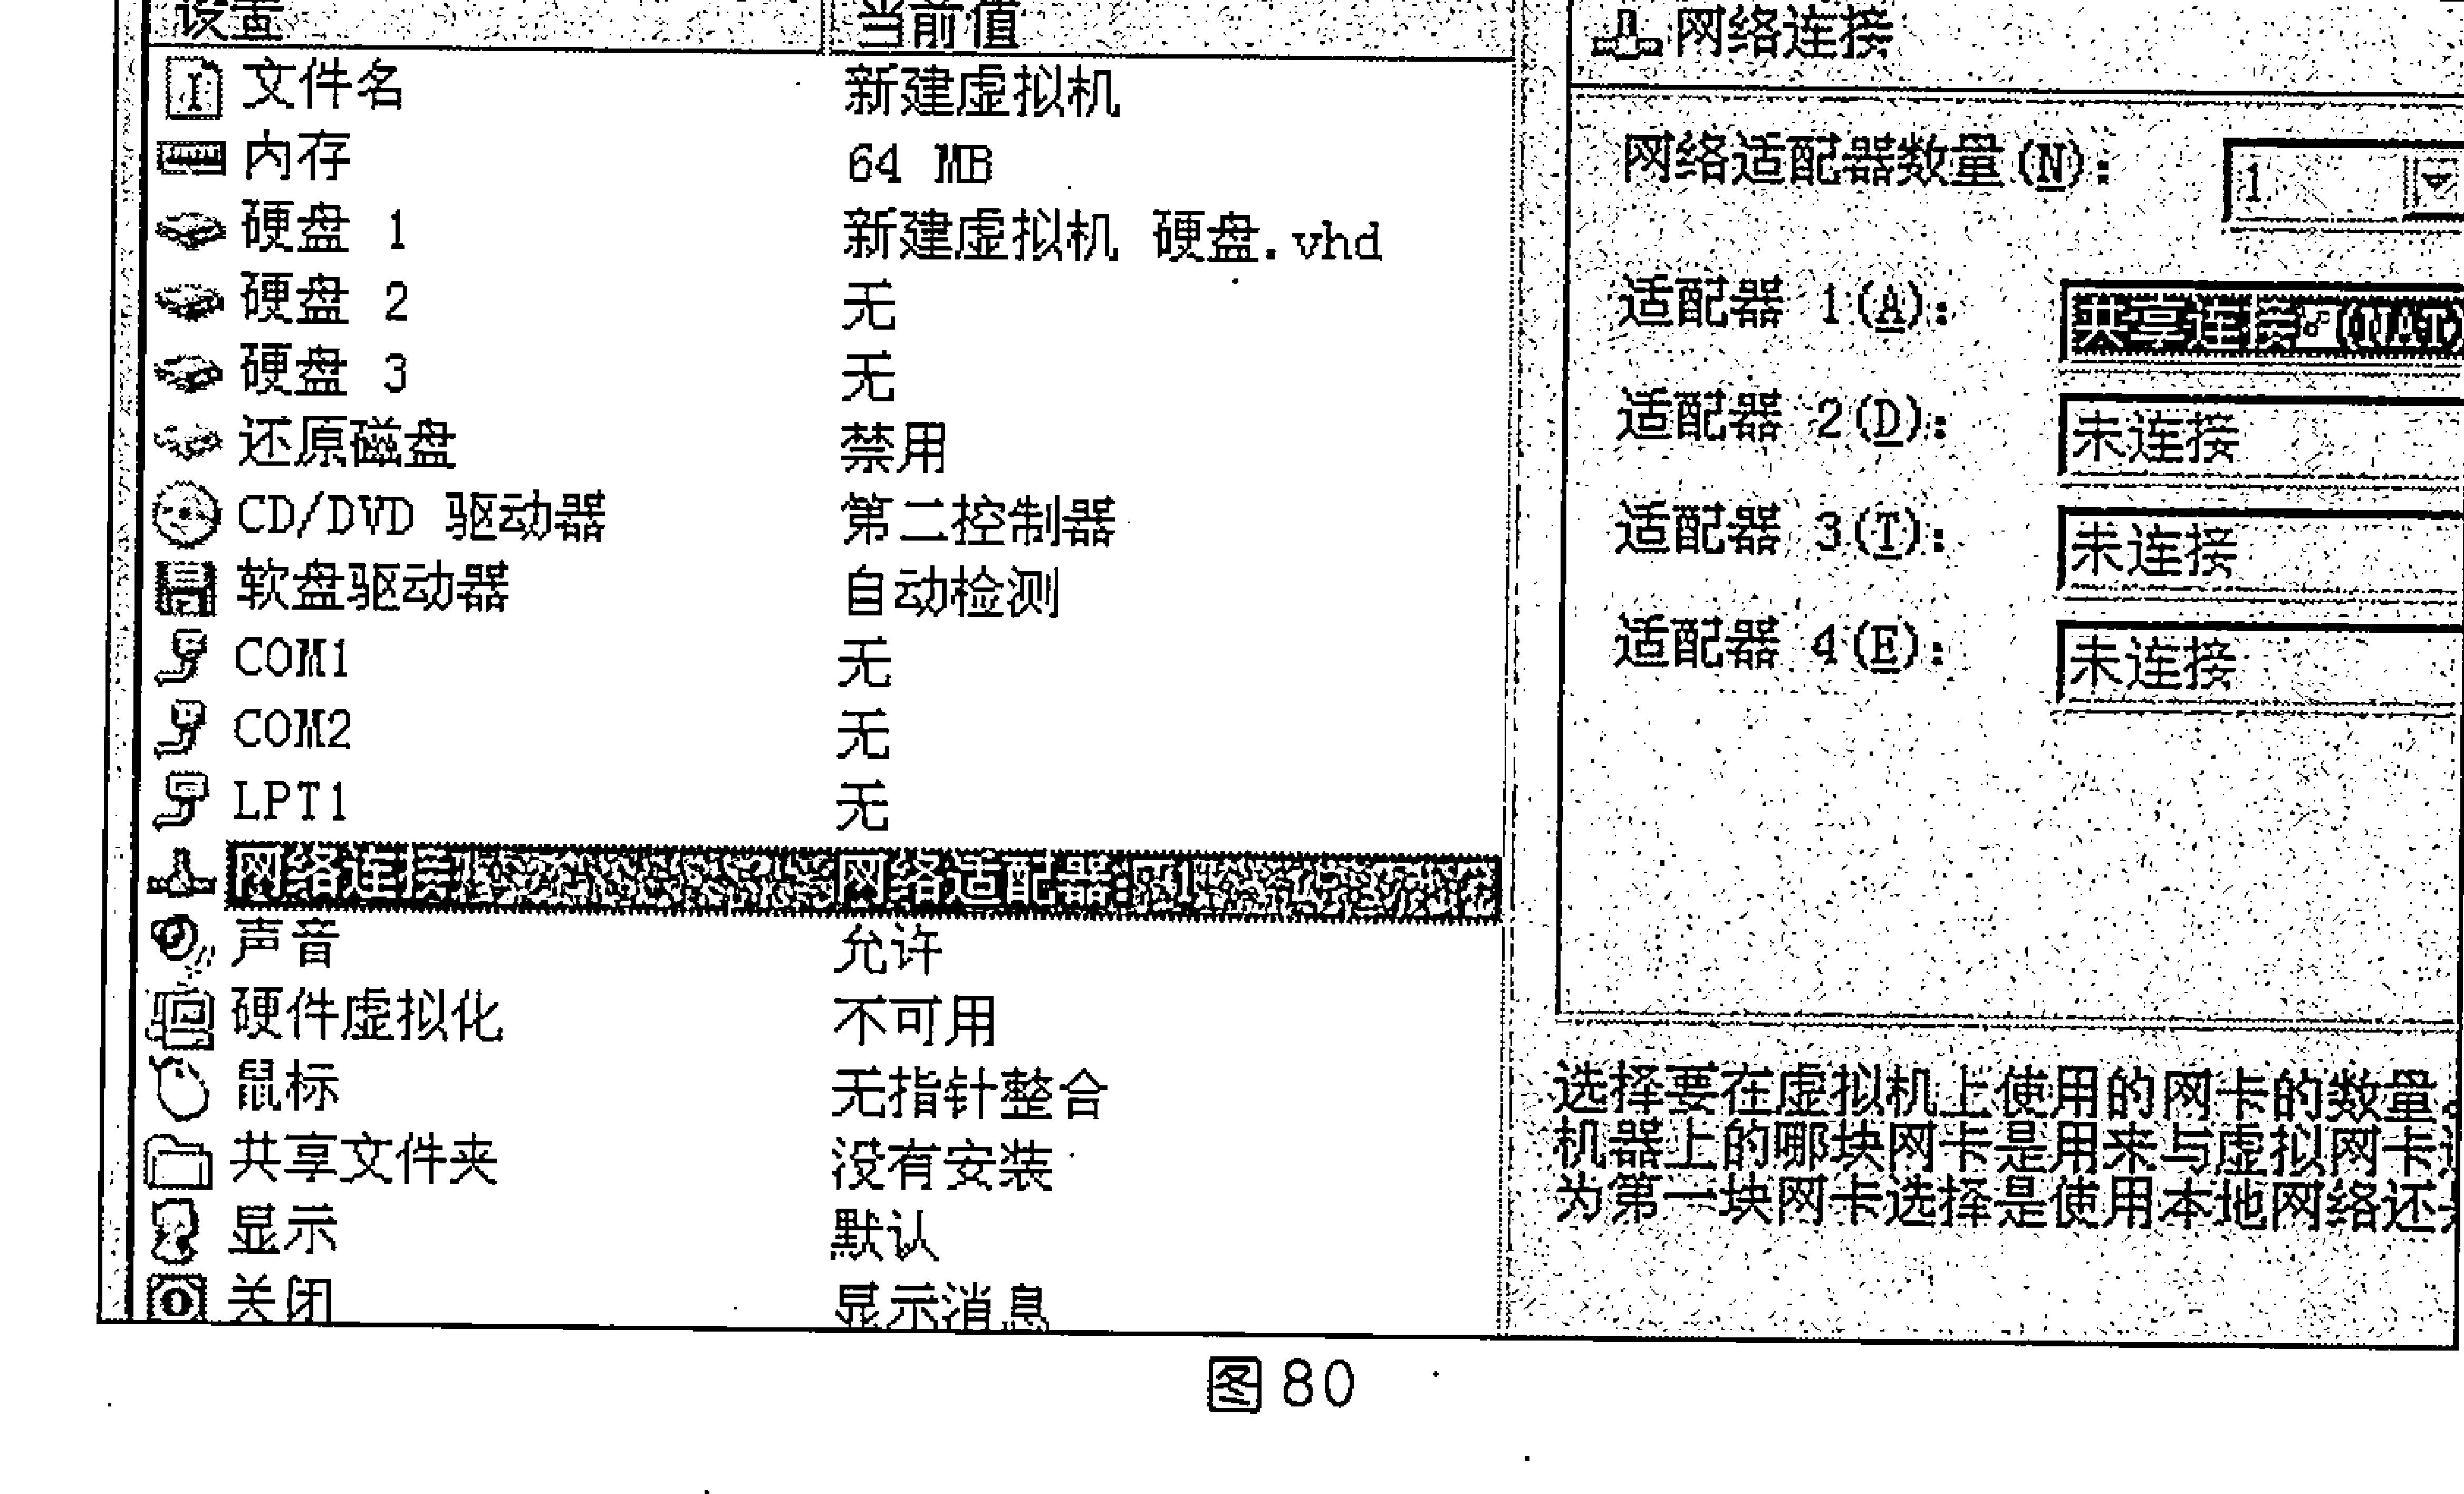 设置 当前值
文件名 新建虚拟机
内存 64 MB
硬盘 1 新建虚拟机 硬盘.vhd
硬盘 2 无
硬盘 3 无
还原磁盘 禁用
CD/DVD 驱动器 第二控制器
软盘驱动器 自动检测
COM1 无
COM2 无
LPT1 无
网络连接 网络适配器: 1
声音 允许
硬件虚拟化 不可用
鼠标 无指针整合
共享文件夹 没有安装
显示 默认
关闭 显示消息
网络连接
网络适配器数量(N): 1
适配器 1(A): 共享连接 (NAT)
适配器 2(D): 未连接
适配器 3(T): 未连接
适配器 4(E): 未连接
选择要在虚拟机上使用的网卡的数量
机器上的哪块网卡是用来与虚拟网卡
为第一块网卡选择是使用本地网络还
图80